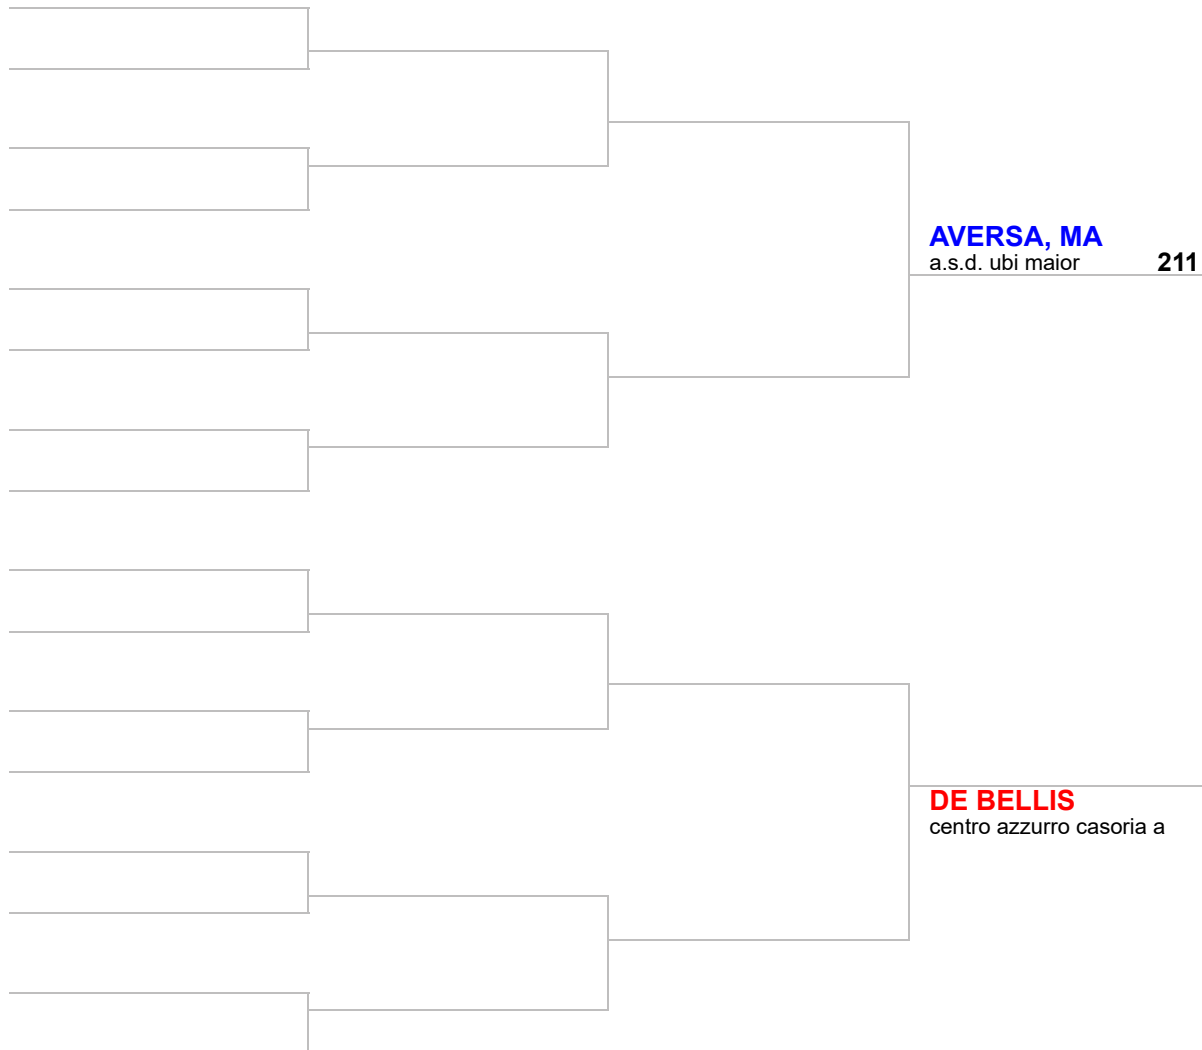 AVERSA, MA
a.s.d. ubi maior 211
DE BELLIS
centro azzurro casoria a